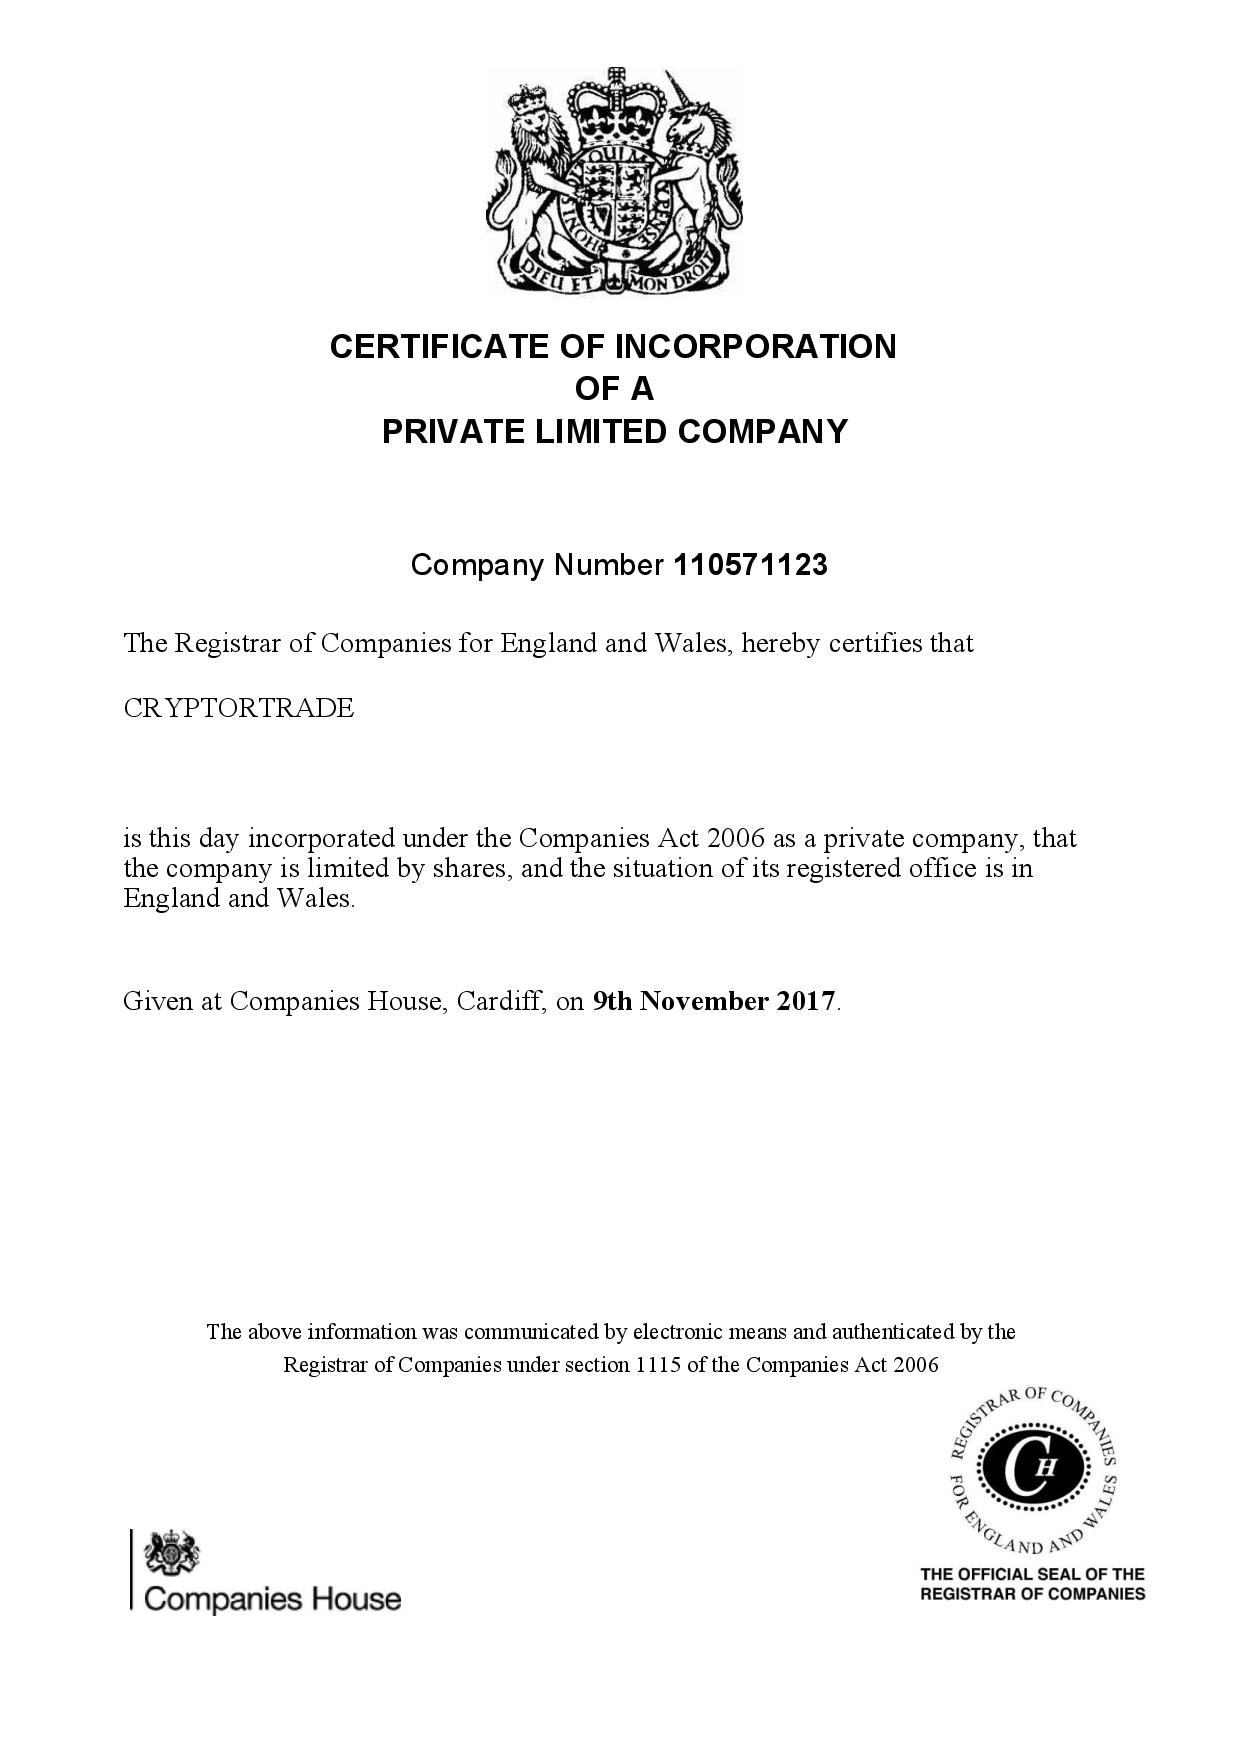 HONI SOIT QUI MAL Y PENSE
DIEU ET MON DROIT
CERTIFICATE OF INCORPORATION
OF A
PRIVATE LIMITED COMPANY
Company Number 110571123
The Registrar of Companies for England and Wales, hereby certifies that
CRYPTORTRADE
is this day incorporated under the Companies Act 2006 as a private company, that
the company is limited by shares, and the situation of its registered office is in
England and Wales.
Given at Companies House, Cardiff, on 9th November 2017.
The above information was communicated by electronic means and authenticated by the
Registrar of Companies under section 1115 of the Companies Act 2006
REGISTRAR OF COMPANIES
CH
FOR ENGLAND AND WALES
THE OFFICIAL SEAL OF THE
REGISTRAR OF COMPANIES
Companies House